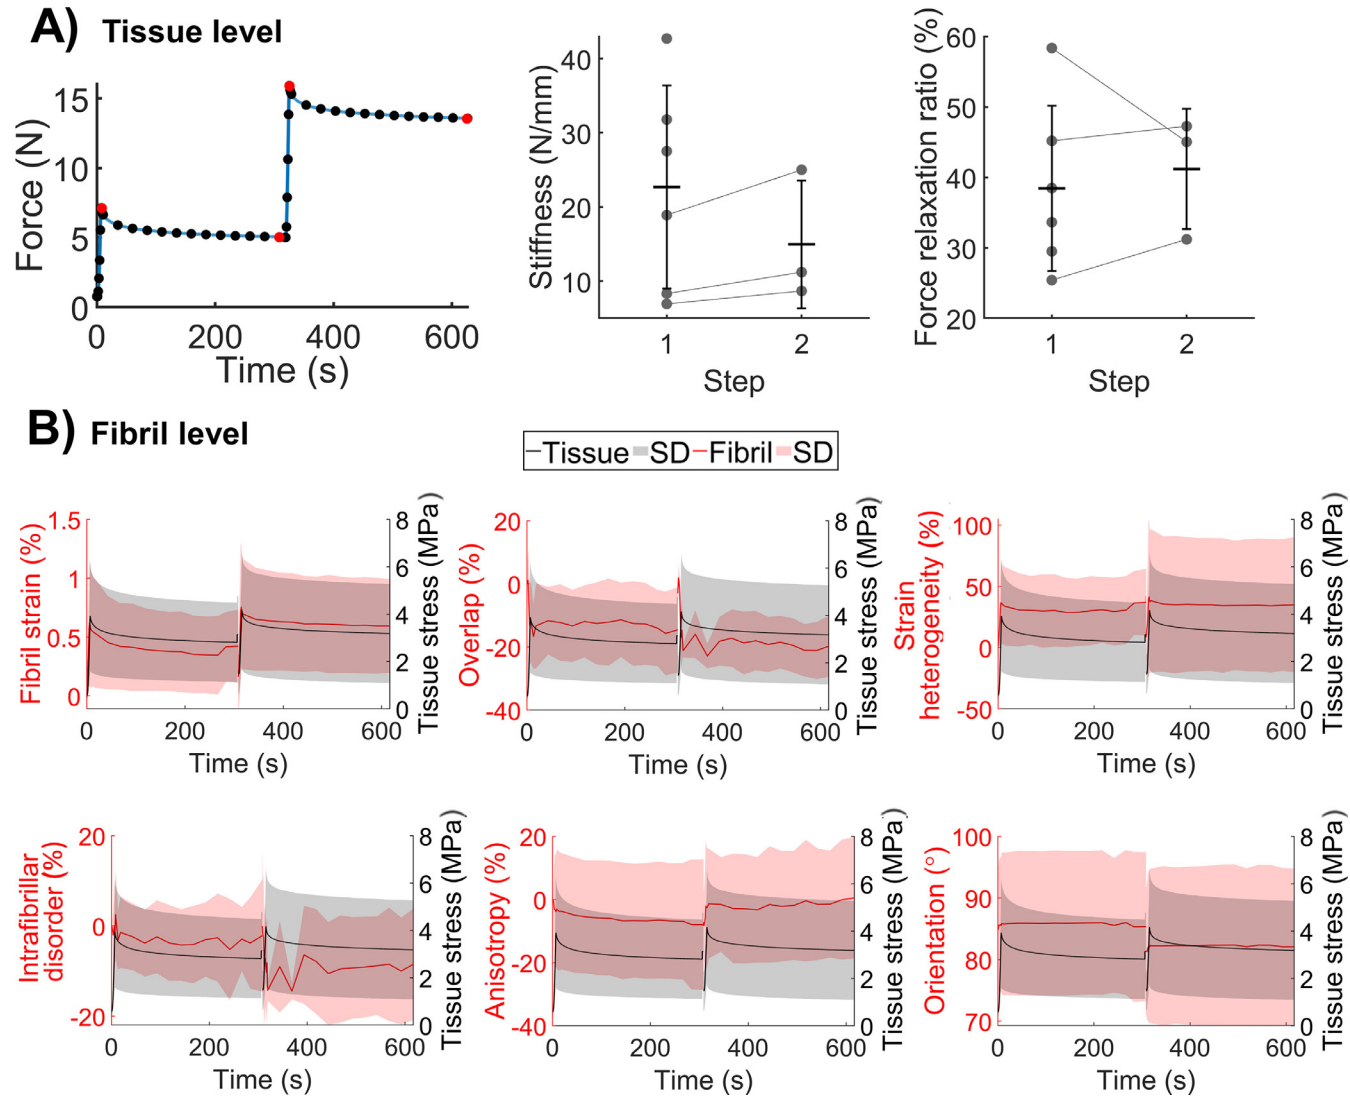 A) Tissue level
Force (N)
15
10
5
0
0 200 400 600
Time (s)
Stiffness (N/mm)
40
30
20
10
1 2
Step
Force relaxation ratio (%)
60
50
40
30
20
1 2
Step
B) Fibril level
Tissue SD Fibril SD
Fibril strain (%)
1.5
1
0.5
0
Tissue stress (MPa)
8
6
4
2
0
0 200 400 600
Time (s)
Overlap (%)
20
0
-20
-40
Tissue stress (MPa)
8
6
4
2
0
0 200 400 600
Time (s)
Strain
heterogeneity (%)
100
50
0
-50
Tissue stress (MPa)
8
6
4
2
0
0 200 400 600
Time (s)
Intrafibrillar
disorder (%)
20
0
-20
Tissue stress (MPa)
8
6
4
2
0
0 200 400 600
Time (s)
Anisotropy (%)
20
0
-20
-40
Tissue stress (MPa)
8
6
4
2
0
0 200 400 600
Time (s)
Orientation (°)
100
90
80
70
Tissue stress (MPa)
8
6
4
2
0
0 200 400 600
Time (s)